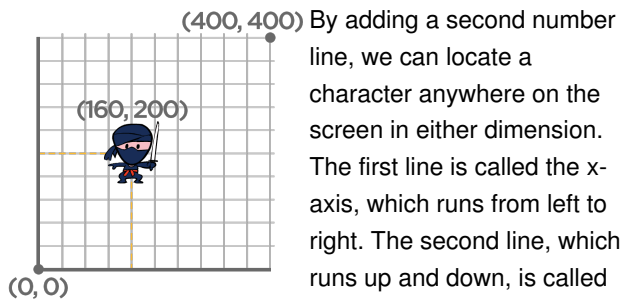 (400, 400)
(160, 200)
(0, 0)
By adding a second number
line, we can locate a
character anywhere on the
screen in either dimension.
The first line is called the x-
axis, which runs from left to
right. The second line, which
runs up and down, is called